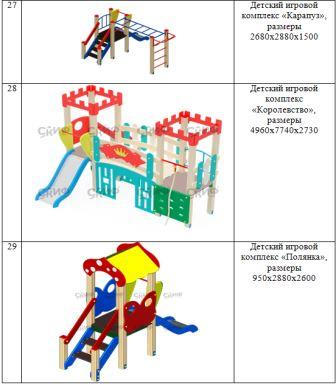 27
Детский игровой
комплекс «Карапуз»,
размеры
2680х2880х1500
28
Детский игровой
комплекс
«Королевство»,
размеры
4960х7740х2730
29
Детский игровой
комплекс «Полянка»,
размеры
950х2880х2600